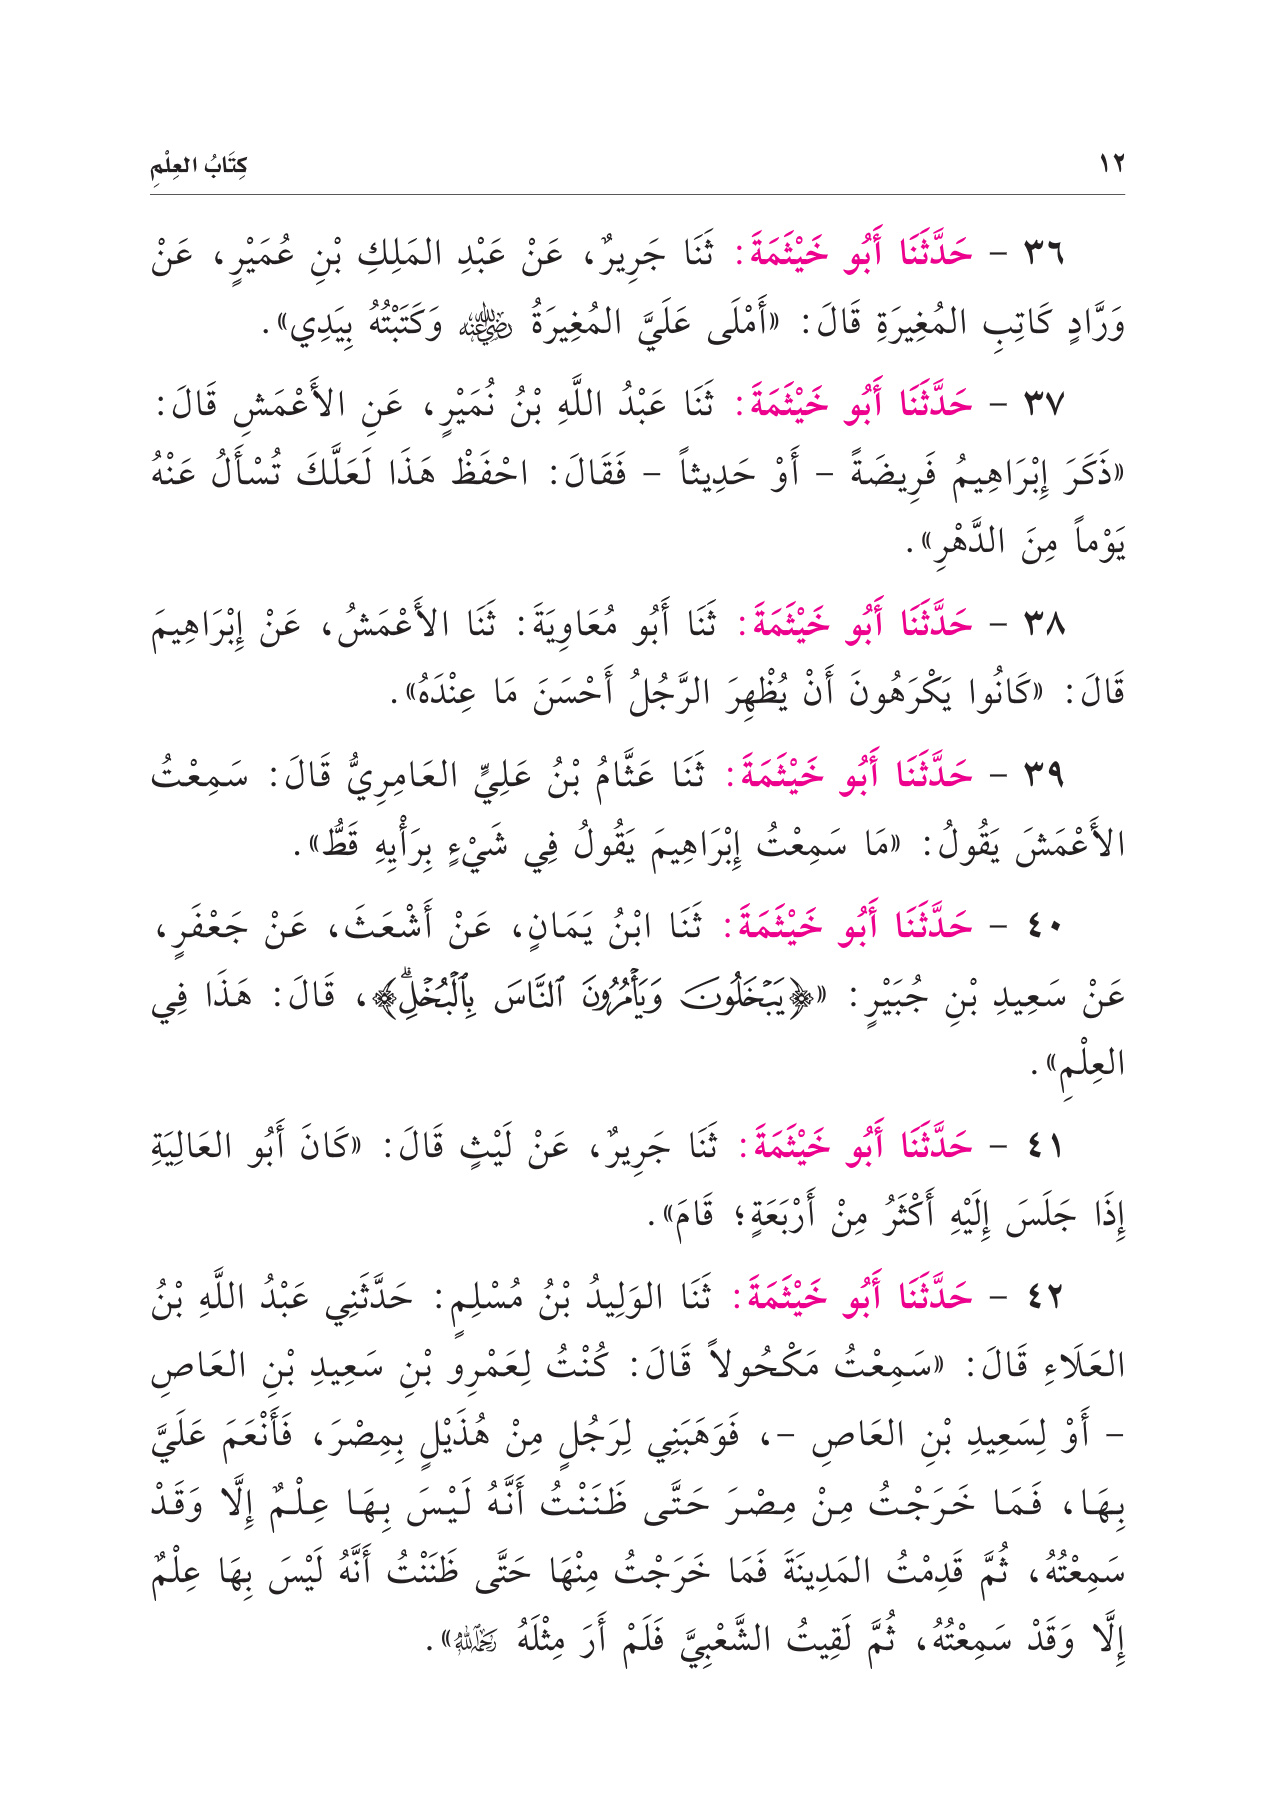 ١٢ كِتَابُ العِلْمِ
٣٦ - حَدَّثَنَا أَبُو خَيْثَمَةَ: ثَنَا جَرِيرٌ، عَنْ عَبْدِ المَلِكِ بْنِ عُمَيْرٍ، عَنْ
وَرَّادٍ كَاتِبِ المُغِيرَةِ قَالَ: «أَمْلَى عَلَيَّ المُغِيرَةُ رضي الله عنه وَكَتَبْتُهُ بِيَدِي».
٣٧ - حَدَّثَنَا أَبُو خَيْثَمَةَ: ثَنَا عَبْدُ اللَّهِ بْنُ نُمَيْرٍ، عَنِ الأَعْمَشِ قَالَ:
«ذَكَرَ إِبْرَاهِيمُ فَرِيضَةً - أَوْ حَدِيثاً - فَقَالَ: احْفَظْ هَذَا لَعَلَّكَ تُسْأَلُ عَنْهُ
يَوْماً مِنَ الدَّهْرِ».
٣٨ - حَدَّثَنَا أَبُو خَيْثَمَةَ: ثَنَا أَبُو مُعَاوِيَةَ: ثَنَا الأَعْمَشُ، عَنْ إِبْرَاهِيمَ
قَالَ: «كَانُوا يَكْرَهُونَ أَنْ يُظْهِرَ الرَّجُلُ أَحْسَنَ مَا عِنْدَهُ».
٣٩ - حَدَّثَنَا أَبُو خَيْثَمَةَ: ثَنَا عَثَّامُ بْنُ عَلِيٍّ العَامِرِيُّ قَالَ: سَمِعْتُ
الأَعْمَشَ يَقُولُ: «مَا سَمِعْتُ إِبْرَاهِيمَ يَقُولُ فِي شَيْءٍ بِرَأْيِهِ قَطُّ».
٤٠ - حَدَّثَنَا أَبُو خَيْثَمَةَ: ثَنَا ابْنُ يَمَانٍ، عَنْ أَشْعَثَ، عَنْ جَعْفَرٍ،
عَنْ سَعِيدِ بْنِ جُبَيْرٍ: «﴿يَبْخَلُونَ وَيَأْمُرُونَ ٱلنَّاسَ بِٱلْبُخْلِۗ﴾، قَالَ: هَذَا فِي
العِلْمِ».
٤١ - حَدَّثَنَا أَبُو خَيْثَمَةَ: ثَنَا جَرِيرٌ، عَنْ لَيْثٍ قَالَ: «كَانَ أَبُو العَالِيَةِ
إِذَا جَلَسَ إِلَيْهِ أَكْثَرُ مِنْ أَرْبَعَةٍ؛ قَامَ».
٤٢ - حَدَّثَنَا أَبُو خَيْثَمَةَ: ثَنَا الوَلِيدُ بْنُ مُسْلِمٍ: حَدَّثَنِي عَبْدُ اللَّهِ بْنُ
العَلَاءِ قَالَ: «سَمِعْتُ مَكْحُولاً قَالَ: كُنْتُ لِعَمْرِو بْنِ سَعِيدِ بْنِ العَاصِ
- أَوْ لِسَعِيدِ بْنِ العَاصِ -، فَوَهَبَنِي لِرَجُلٍ مِنْ هُذَيْلٍ بِمِصْرَ، فَأَنْعَمَ عَلَيَّ
بِهَا، فَمَا خَرَجْتُ مِنْ مِصْرَ حَتَّى ظَنَنْتُ أَنَّهُ لَيْسَ بِهَا عِلْمٌ إِلَّا وَقَدْ
سَمِعْتُهُ، ثُمَّ قَدِمْتُ المَدِينَةَ فَمَا خَرَجْتُ مِنْهَا حَتَّى ظَنَنْتُ أَنَّهُ لَيْسَ بِهَا عِلْمٌ
إِلَّا وَقَدْ سَمِعْتُهُ، ثُمَّ لَقِيتُ الشَّعْبِيَّ فَلَمْ أَرَ مِثْلَهُ رحمه الله».